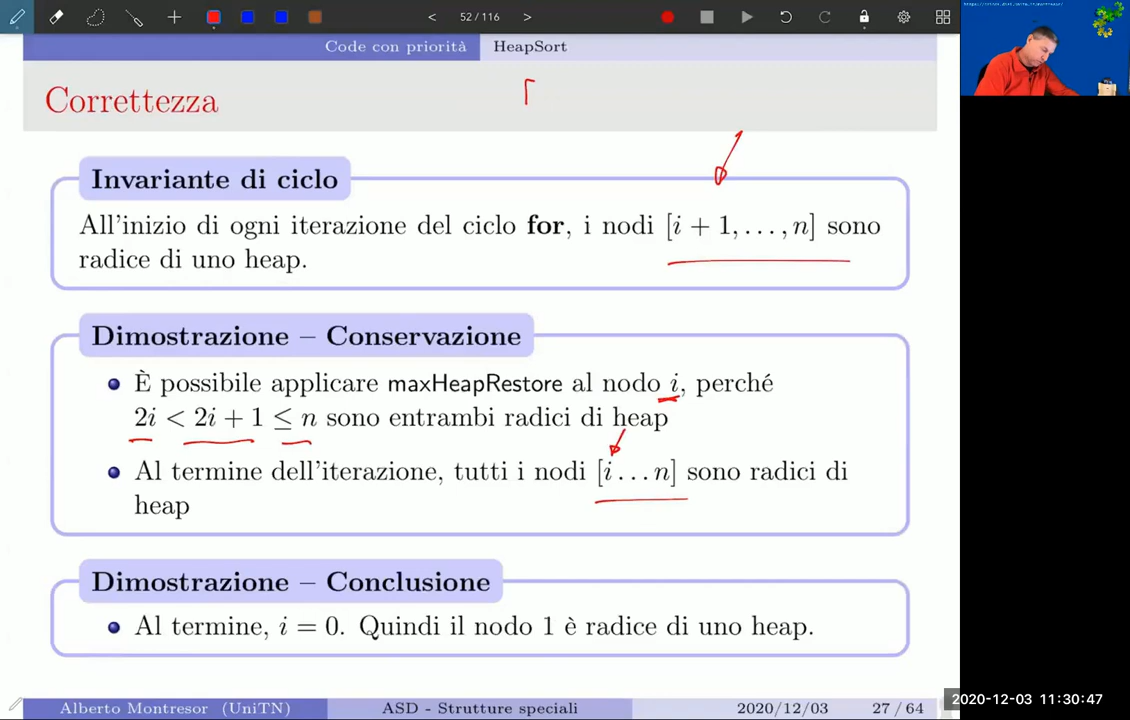 52 / 116
Code con priorità HeapSort
Correttezza
Invariante di ciclo
All'inizio di ogni iterazione del ciclo for, i nodi [i + 1, . . . , n] sono
radice di uno heap.
Dimostrazione – Conservazione
È possibile applicare maxHeapRestore al nodo i, perché
2i < 2i + 1 ≤ n sono entrambi radici di heap
Al termine dell'iterazione, tutti i nodi [i . . . n] sono radici di
heap
Dimostrazione – Conclusione
Al termine, i = 0. Quindi il nodo 1 è radice di uno heap.
Alberto Montresor (UniTN) ASD - Strutture speciali 2020/12/03 27 / 64
2020-12-03 11:30:47